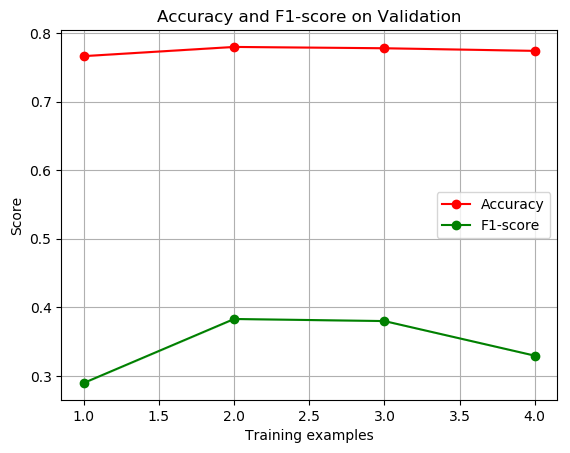 Accuracy and F1-score on Validation
0.8
0.7
0.6
0.5
0.4
0.3
Score
Accuracy
F1-score
1.0 1.5 2.0 2.5 3.0 3.5 4.0
Training examples